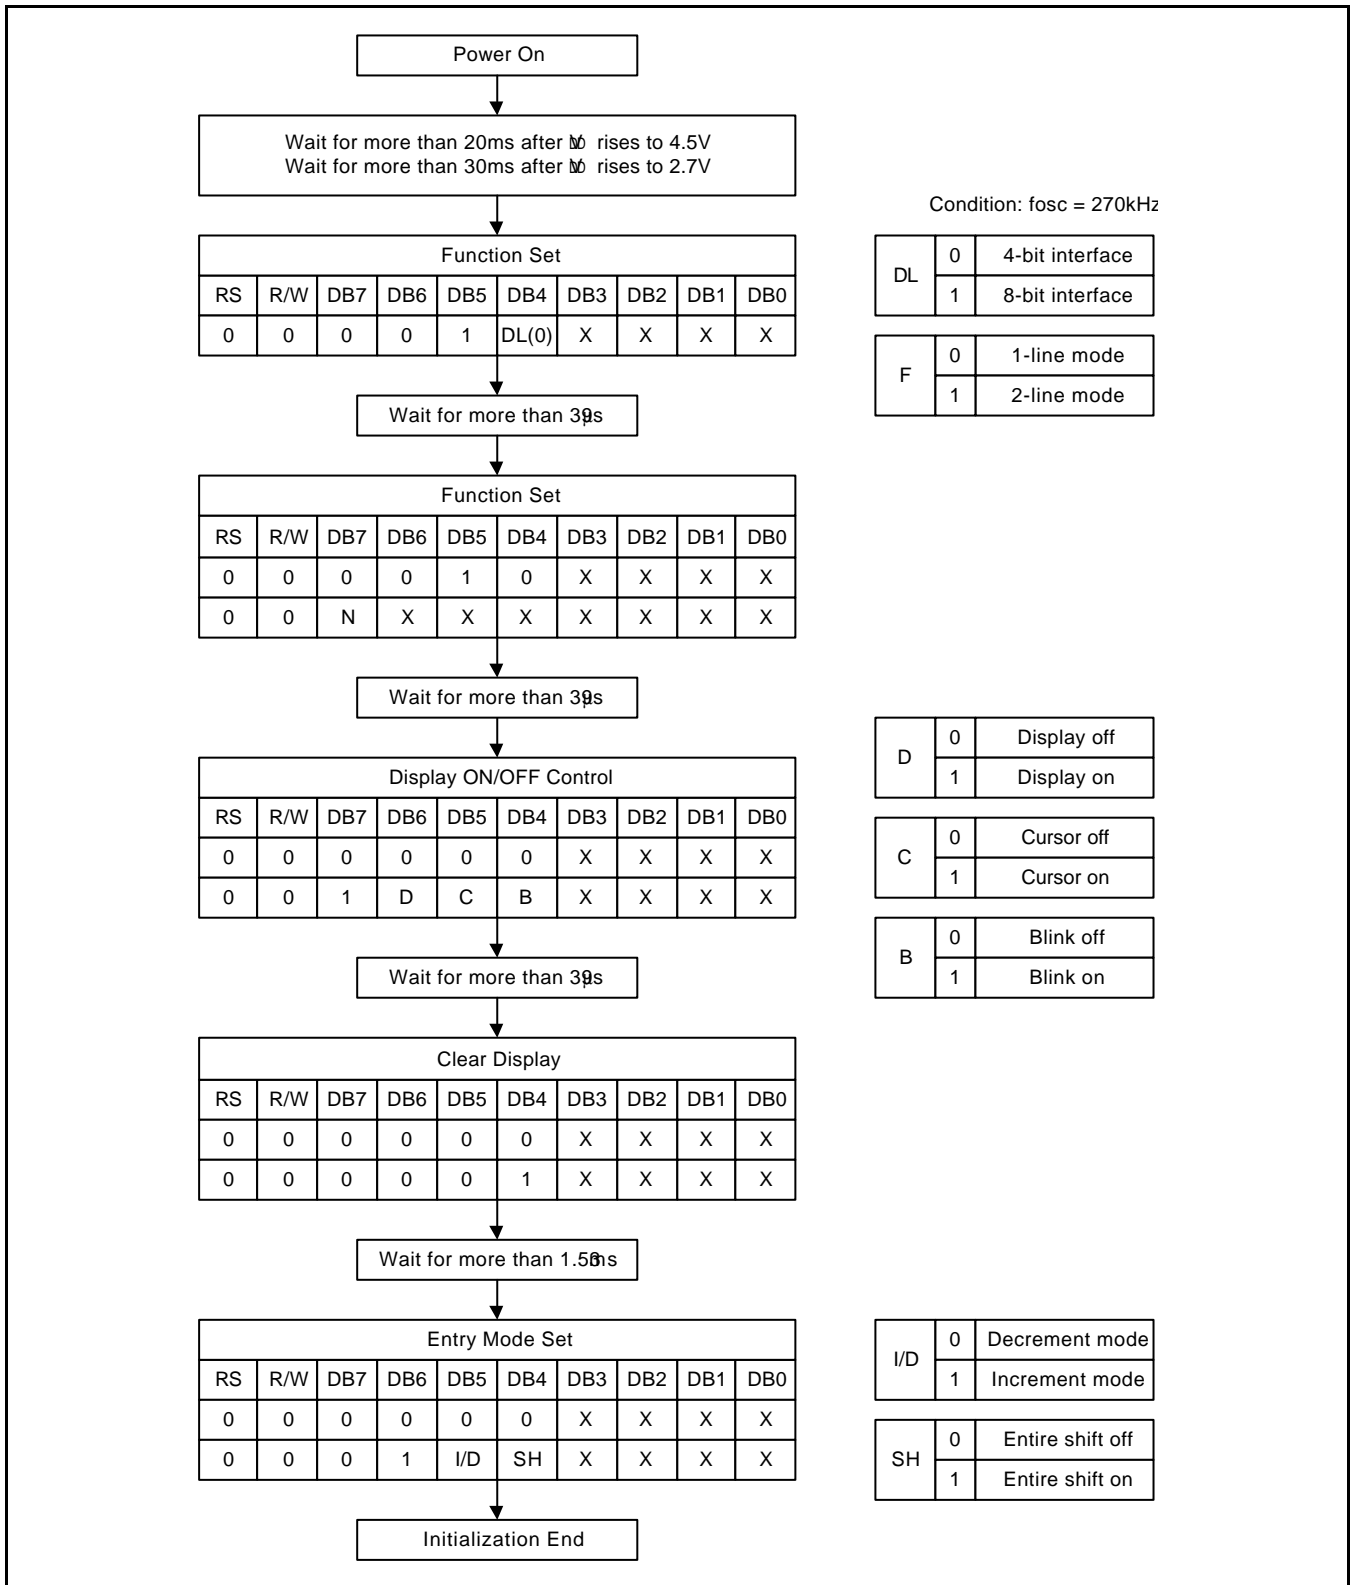 Power On
Wait for more than 20ms after VDD rises to 4.5V
Wait for more than 30ms after VDD rises to 2.7V
Condition: fosc = 270kHz
Function Set
RS R/W DB7 DB6 DB5 DB4 DB3 DB2 DB1 DB0
0 0 0 0 1 DL(0) X X X X
DL 0 4-bit interface
1 8-bit interface
F 0 1-line mode
1 2-line mode
Wait for more than 39µs
Function Set
RS R/W DB7 DB6 DB5 DB4 DB3 DB2 DB1 DB0
0 0 0 0 1 0 X X X X
0 0 N X X X X X X X
Wait for more than 39µs
Display ON/OFF Control
RS R/W DB7 DB6 DB5 DB4 DB3 DB2 DB1 DB0
0 0 0 0 0 0 X X X X
0 0 1 D C B X X X X
D 0 Display off
1 Display on
C 0 Cursor off
1 Cursor on
B 0 Blink off
1 Blink on
Wait for more than 39µs
Clear Display
RS R/W DB7 DB6 DB5 DB4 DB3 DB2 DB1 DB0
0 0 0 0 0 0 X X X X
0 0 0 0 0 1 X X X X
Wait for more than 1.53ms
Entry Mode Set
RS R/W DB7 DB6 DB5 DB4 DB3 DB2 DB1 DB0
0 0 0 0 0 0 X X X X
0 0 0 1 I/D SH X X X X
I/D 0 Decrement mode
1 Increment mode
SH 0 Entire shift off
1 Entire shift on
Initialization End